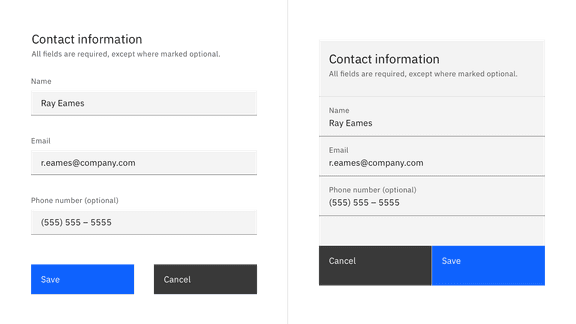 Contact information
All fields are required, except where marked optional.
Name
Ray Eames
Email
r.eames@company.com
Phone number (optional)
(555) 555 – 5555
Save
Cancel
Contact information
All fields are required, except where marked optional.
Name
Ray Eames
Email
r.eames@company.com
Phone number (optional)
(555) 555 – 5555
Cancel
Save